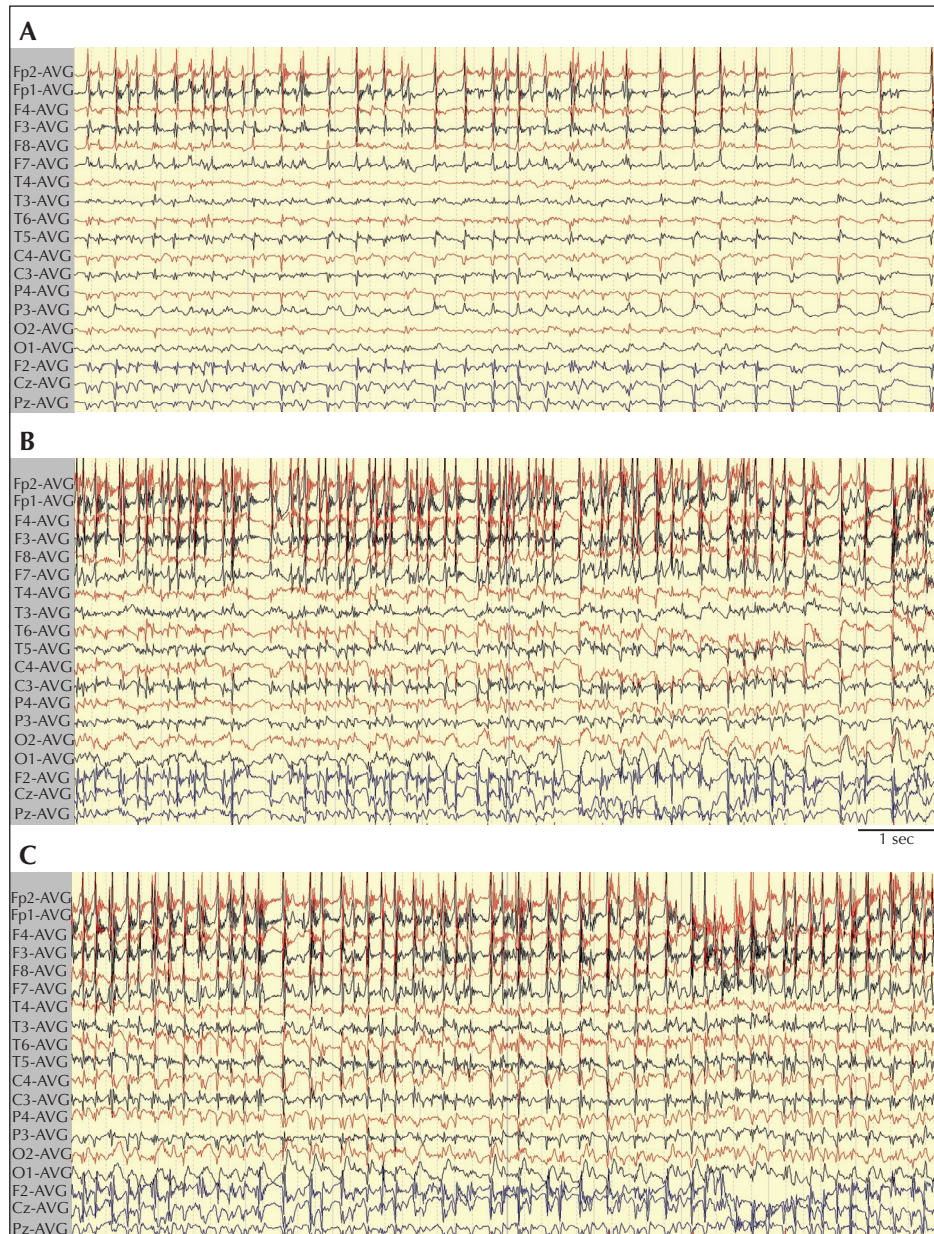 A
Fp2-AVG
Fp1-AVG
F4-AVG
F3-AVG
F8-AVG
F7-AVG
T4-AVG
T3-AVG
T6-AVG
T5-AVG
C4-AVG
C3-AVG
P4-AVG
P3-AVG
O2-AVG
O1-AVG
F2-AVG
Cz-AVG
Pz-AVG
B
Fp2-AVG
Fp1-AVG
F4-AVG
F3-AVG
F8-AVG
F7-AVG
T4-AVG
T3-AVG
T6-AVG
T5-AVG
C4-AVG
C3-AVG
P4-AVG
P3-AVG
O2-AVG
O1-AVG
F2-AVG
Cz-AVG
Pz-AVG
1 sec
C
Fp2-AVG
Fp1-AVG
F4-AVG
F3-AVG
F8-AVG
F7-AVG
T4-AVG
T3-AVG
T6-AVG
T5-AVG
C4-AVG
C3-AVG
P4-AVG
P3-AVG
O2-AVG
O1-AVG
F2-AVG
Cz-AVG
Pz-AVG